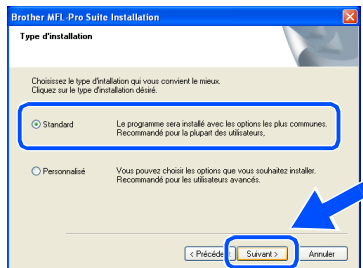 Brother MFL-Pro Suite Installation
Type d'installation
Choisissez le type d'intallation qui vous convient le mieux.
Cliquez sur le type d'installation désiré.
Standard
Le programme sera installé avec les options les plus communes.
Recommandé pour la plupart des utilisateurs,
Personnalisé
Vous pouvez choisir les options que vous souhaitez installer.
Recommandé pour les utilisateurs avancés.
< Précéde
Suivant >
Annuler